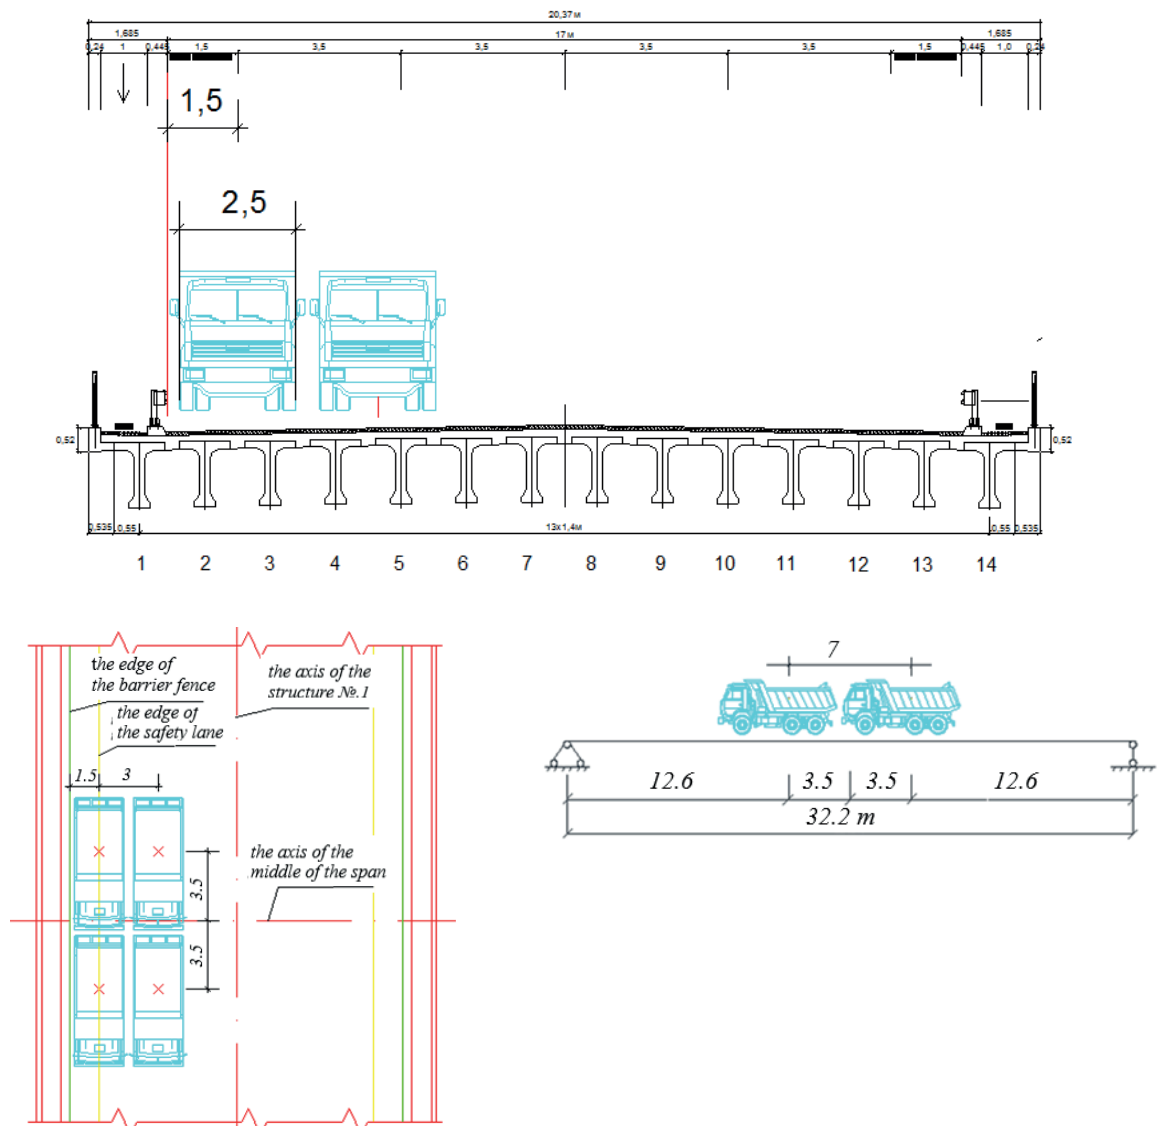 20,37 м
1,685 17 м 1,685
0,24 1 0,445 1,5 3,5 3,5 3,5 3,5 1,5 0,445 1,0 0,24
1,5
2,5
0,52 0,52
0,535 0,55 13x1,4м 0,55 0,535
1 2 3 4 5 6 7 8 9 10 11 12 13 14
the edge of
the barrier fence
the axis of the
structure №.1
the edge of
the safety lane
1.5 3
the axis of the
middle of the span
3.5
3.5
7
12.6 3.5 3.5 12.6
32.2 m